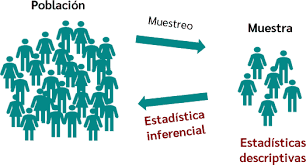 Población
Muestreo
Muestra
Estadística
inferencial
Estadísticas
descriptivas